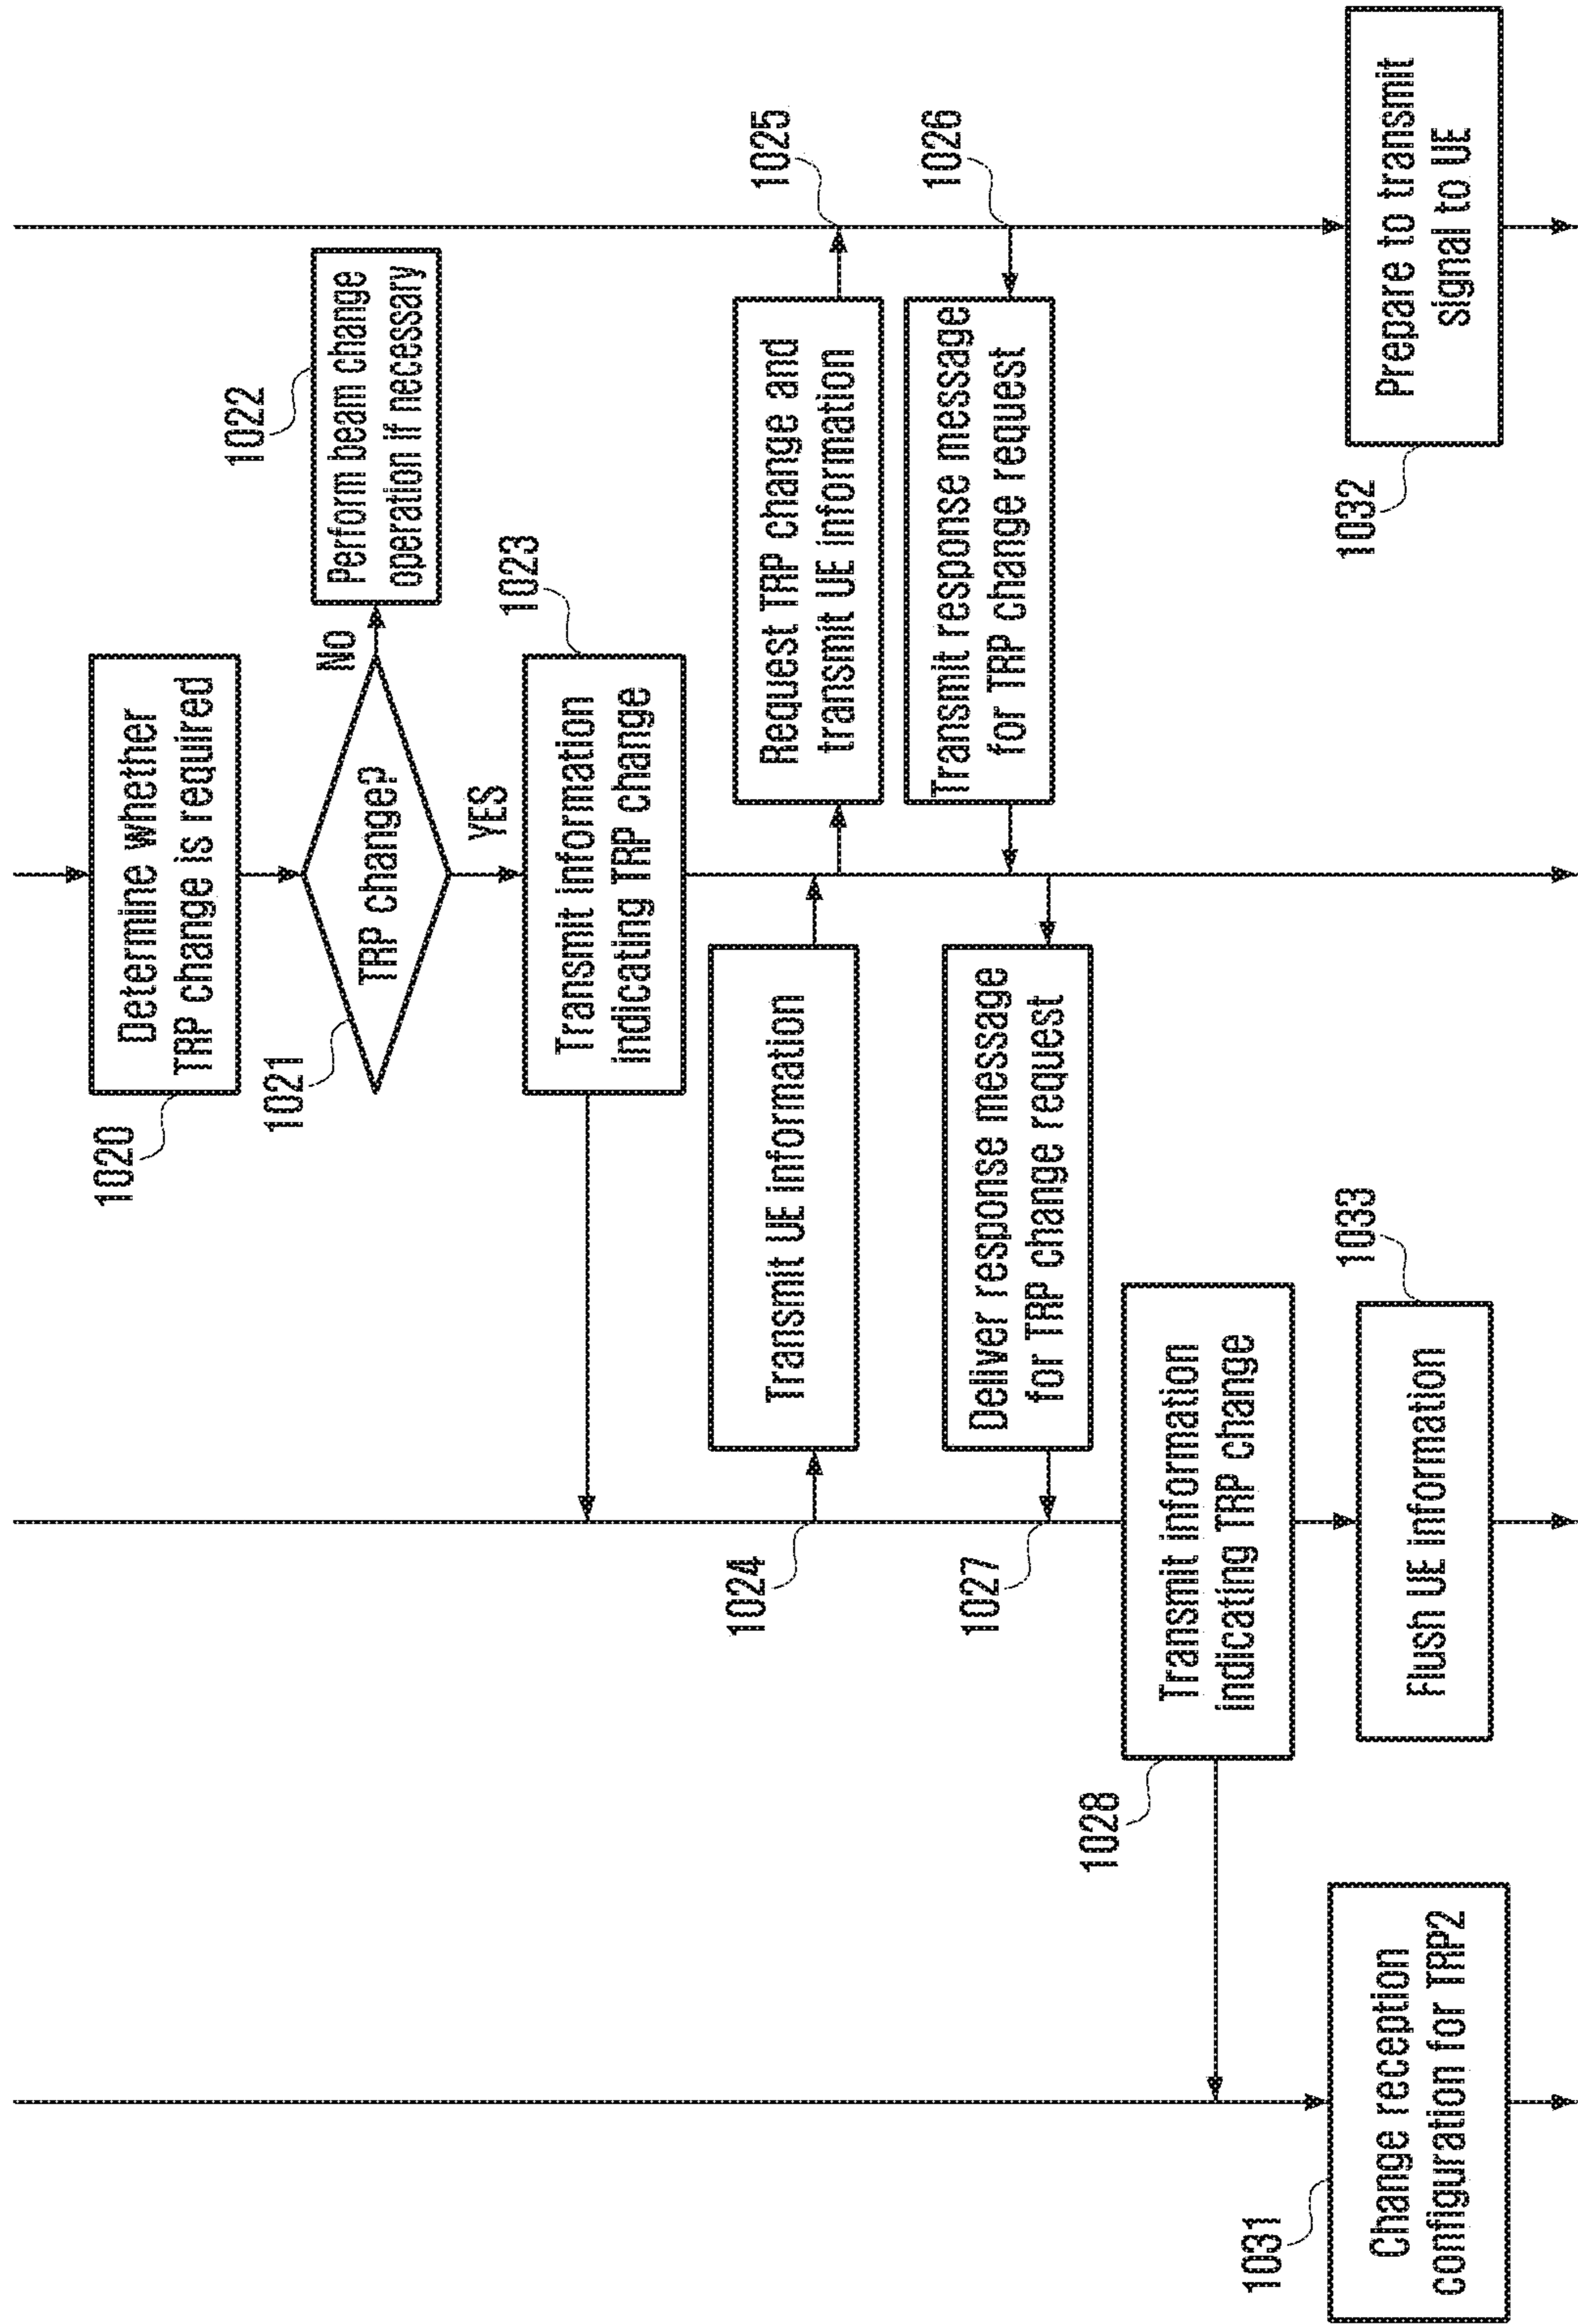 1020
Determine whether
TRP change is required
1021
TRP change?
No
1022
Perform beam change
operation if necessary
YES
1023
Transmit information
indicating TRP change
1024
Transmit UE information
1025
Request TRP change and
transmit UE information
1026
Transmit response message
for TRP change request
1027
Deliver response message
for TRP change request
1028
Transmit information
indicating TRP change
1031
Change reception
configuration for TRP2
1033
Flush UE information
1032
Prepare to transmit
signal to UE